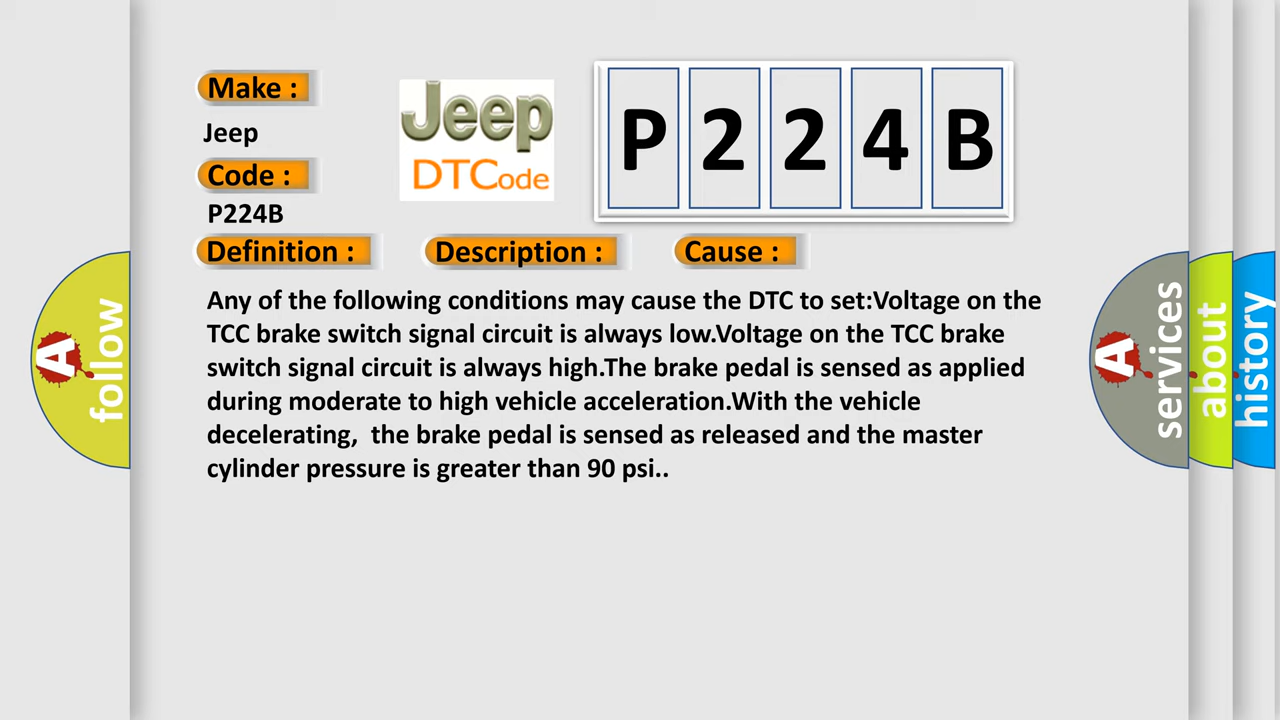 Make :
Jeep
Code :
P224B
Jeep
DTCode
P224B
Definition :
Description :
Cause :
Any of the following conditions may cause the DTC to set:Voltage on the
TCC brake switch signal circuit is always low.Voltage on the TCC brake
switch signal circuit is always high.The brake pedal is sensed as applied
during moderate to high vehicle acceleration.With the vehicle
decelerating,  the brake pedal is sensed as released and the master
cylinder pressure is greater than 90 psi..
A follow
A services
about
history